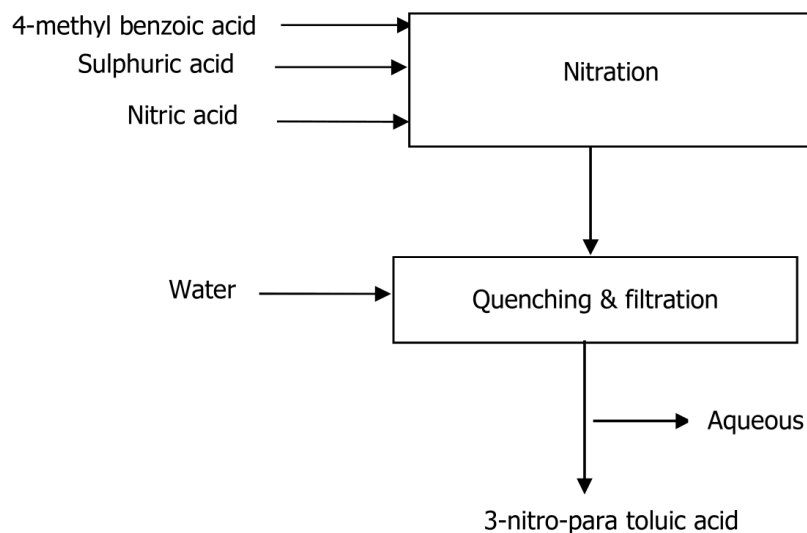 4-methyl benzoic acid
Sulphuric acid
Nitration
Nitric acid
Water
Quenching & filtration
Aqueous
3-nitro-para toluic acid